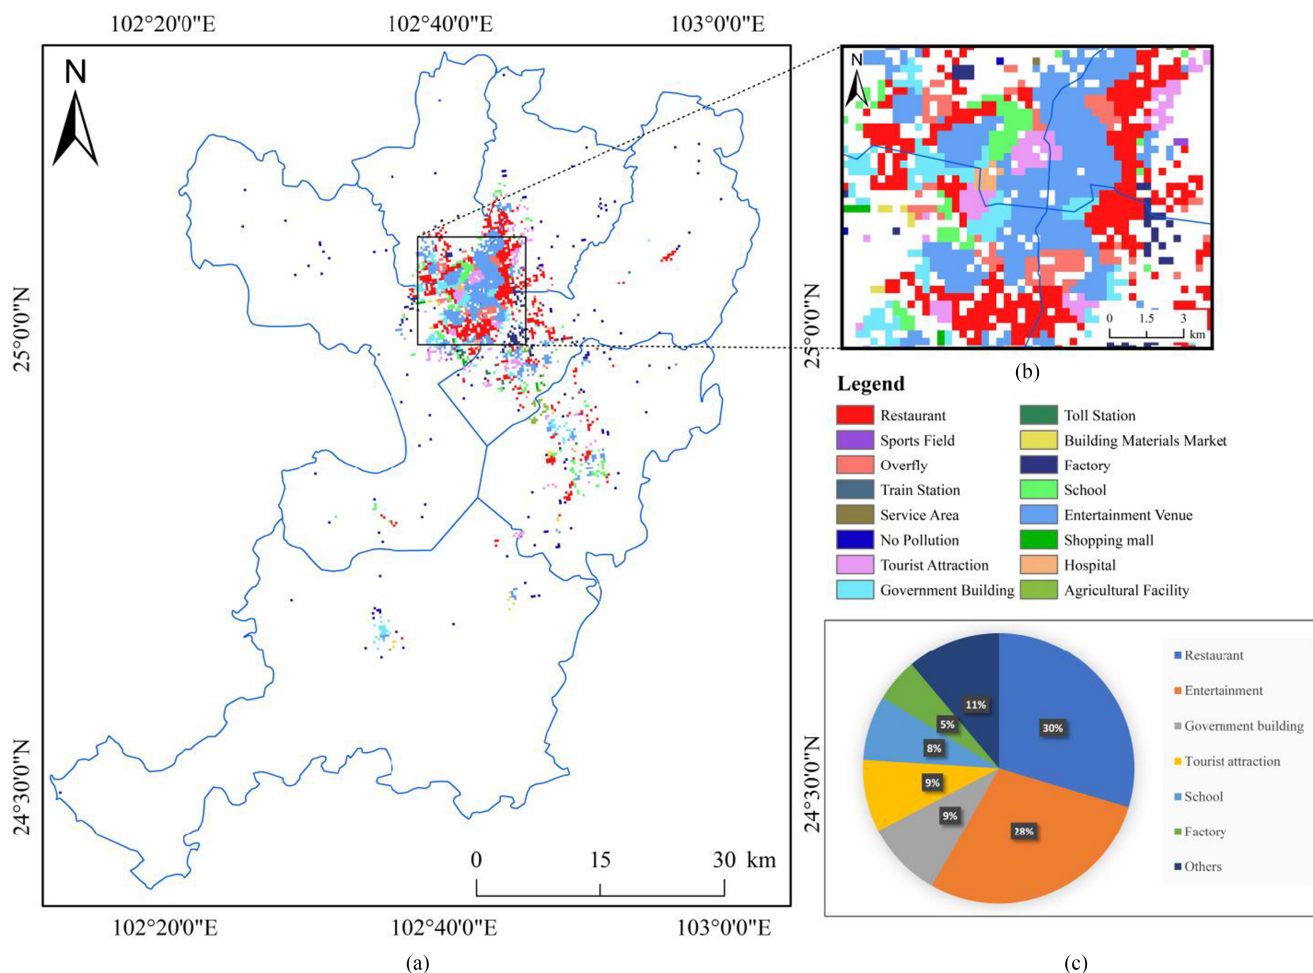 102°20'0"E 102°40'0"E 103°0'0"E
N
25°0'0"N
24°30'0"N
0 15 30 km
102°20'0"E 102°40'0"E 103°0'0"E
(a)
N
25°0'0"N
0 1.5 3
km
(b)
Legend
Restaurant
Sports Field
Overfly
Train Station
Service Area
No Pollution
Tourist Attraction
Government Building
Toll Station
Building Materials Market
Factory
School
Entertainment Venue
Shopping mall
Hospital
Agricultural Facility
24°30'0"N
11%
30%
5%
8%
9%
9%
28%
Restaurant
Entertainment
Government building
Tourist attraction
School
Factory
Others
(c)